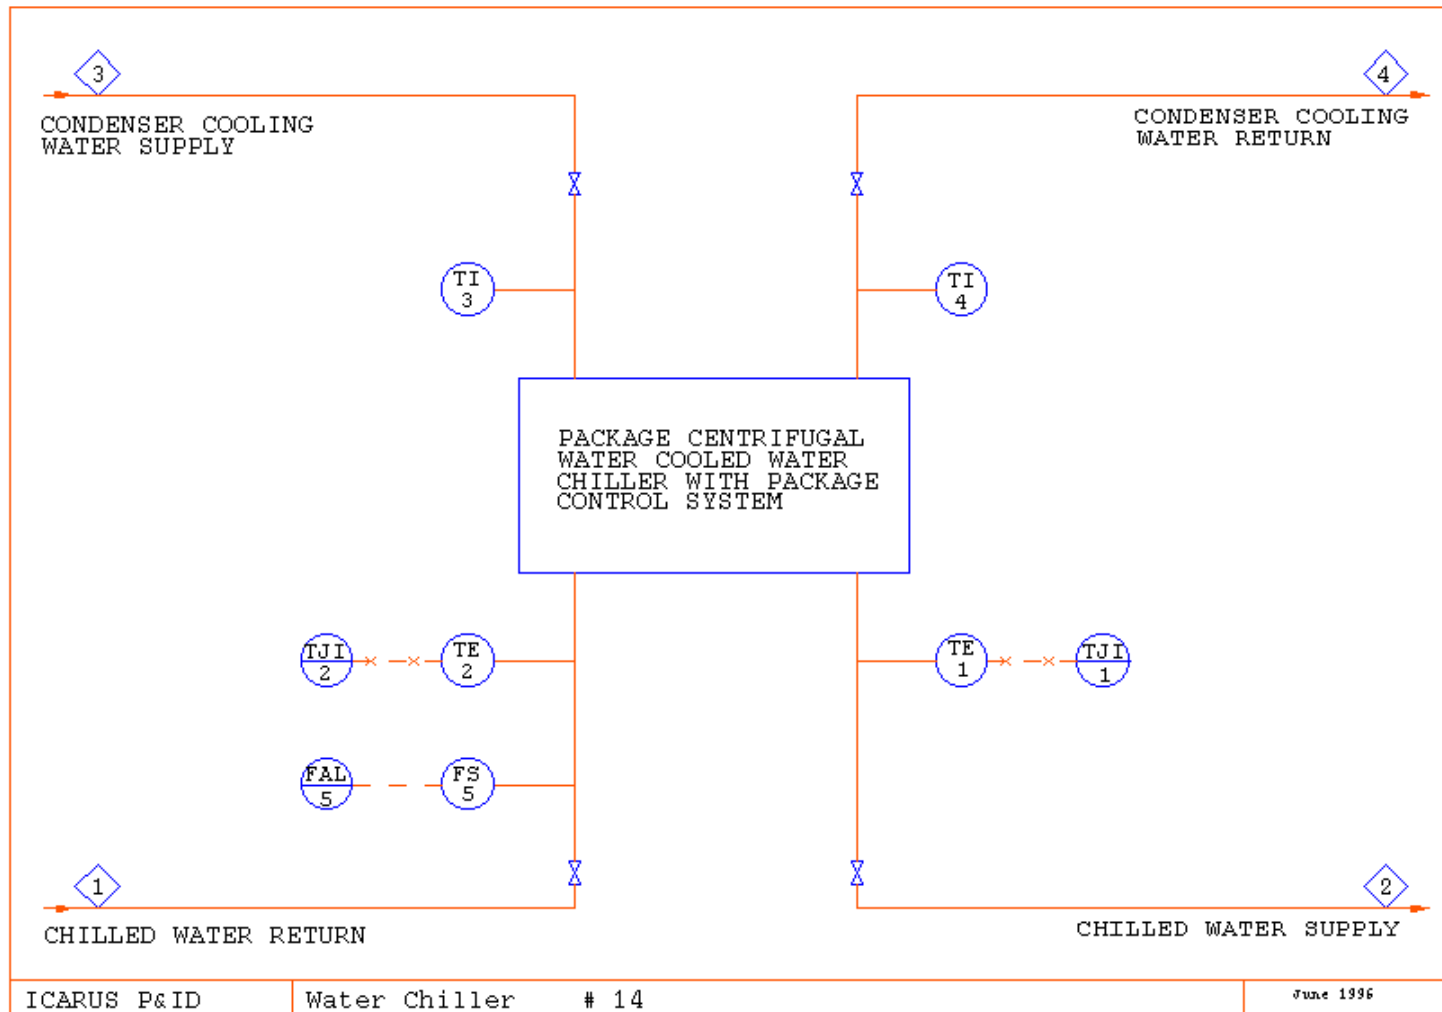 3
4
CONDENSER COOLING
WATER SUPPLY
CONDENSER COOLING
WATER RETURN
TI
3
TI
4
PACKAGE CENTRIFUGAL
WATER COOLED WATER
CHILLER WITH PACKAGE
CONTROL SYSTEM
TJI
2
TE
2
TE
1
TJI
1
FAL
5
FS
5
1
2
CHILLED WATER RETURN
CHILLED WATER SUPPLY
ICARUS P&ID
Water Chiller # 14
June 1996